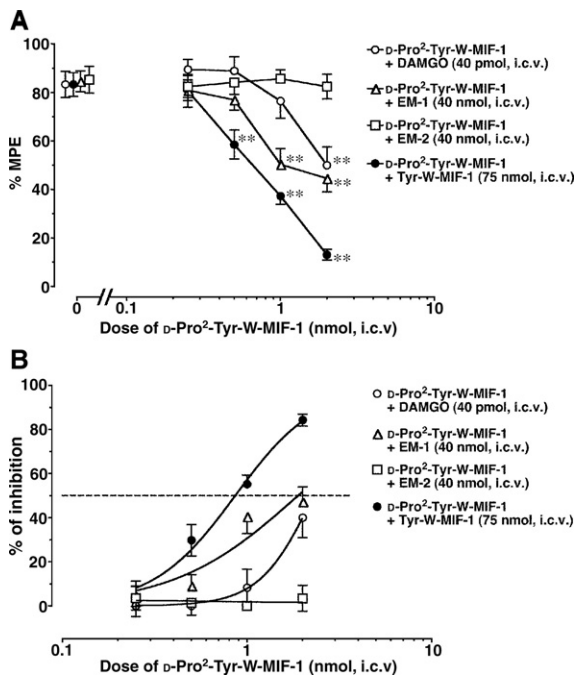 A
100
80
60
40
20
0
% MPE
** ** ** ** ** **
0 0.1 1 10
Dose of D-Pro²-Tyr-W-MIF-1 (nmol, i.c.v)
D-Pro²-Tyr-W-MIF-1
+ DAMGO (40 pmol, i.c.v.)
D-Pro²-Tyr-W-MIF-1
+ EM-1 (40 nmol, i.c.v.)
D-Pro²-Tyr-W-MIF-1
+ EM-2 (40 nmol, i.c.v.)
D-Pro²-Tyr-W-MIF-1
+ Tyr-W-MIF-1 (75 nmol, i.c.v.)
B
100
80
60
40
20
0
% of inhibition
0.1 1 10
Dose of D-Pro²-Tyr-W-MIF-1 (nmol, i.c.v)
D-Pro²-Tyr-W-MIF-1
+ DAMGO (40 pmol, i.c.v.)
D-Pro²-Tyr-W-MIF-1
+ EM-1 (40 nmol, i.c.v.)
D-Pro²-Tyr-W-MIF-1
+ EM-2 (40 nmol, i.c.v.)
D-Pro²-Tyr-W-MIF-1
+ Tyr-W-MIF-1 (75 nmol, i.c.v.)